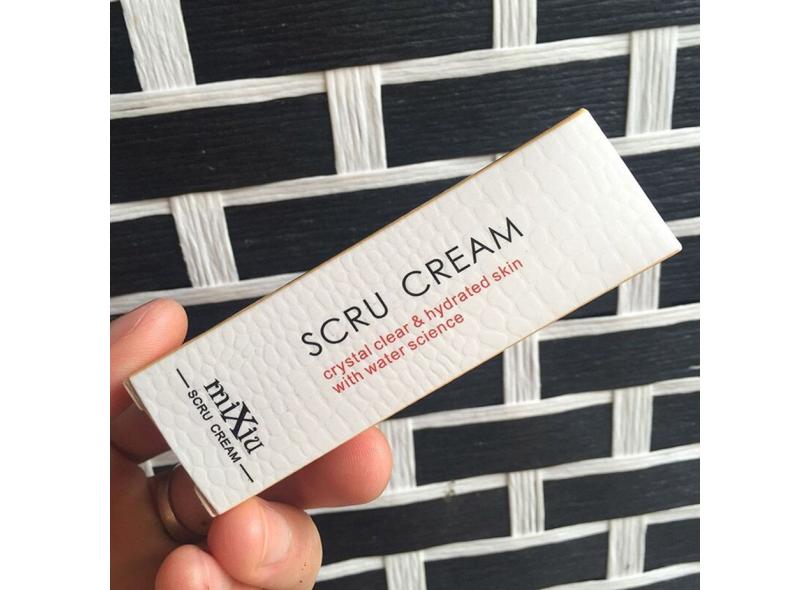 SCRU CREAM
crystal clear & hydrated skin
with water science
miXiu
SCRU CREAM